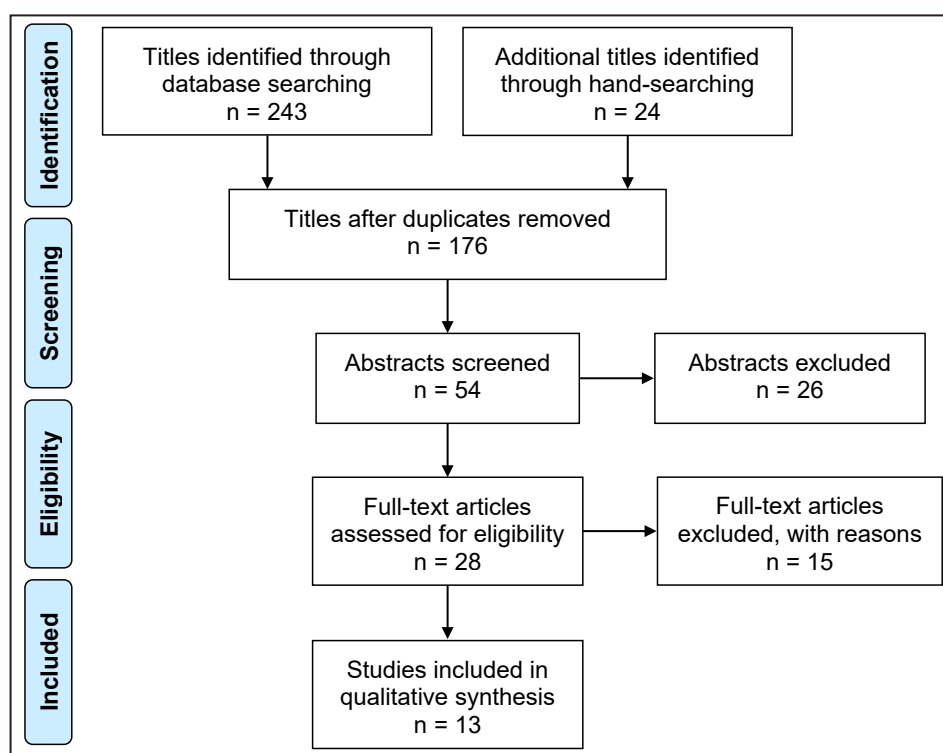 Identification
Titles identified through
database searching
n = 243
Additional titles identified
through hand-searching
n = 24
Titles after duplicates removed
n = 176
Screening
Abstracts screened
n = 54
Abstracts excluded
n = 26
Eligibility
Full-text articles
assessed for eligibility
n = 28
Full-text articles
excluded, with reasons
n = 15
Included
Studies included in
qualitative synthesis
n = 13